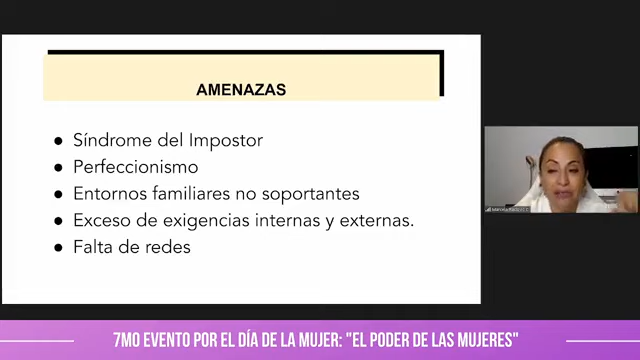 AMENAZAS
● Síndrome del Impostor
● Perfeccionismo
● Entornos familiares no soportantes
● Exceso de exigencias internas y externas.
● Falta de redes
Marcela
7MO EVENTO POR EL DÍA DE LA MUJER: "EL PODER DE LAS MUJERES"